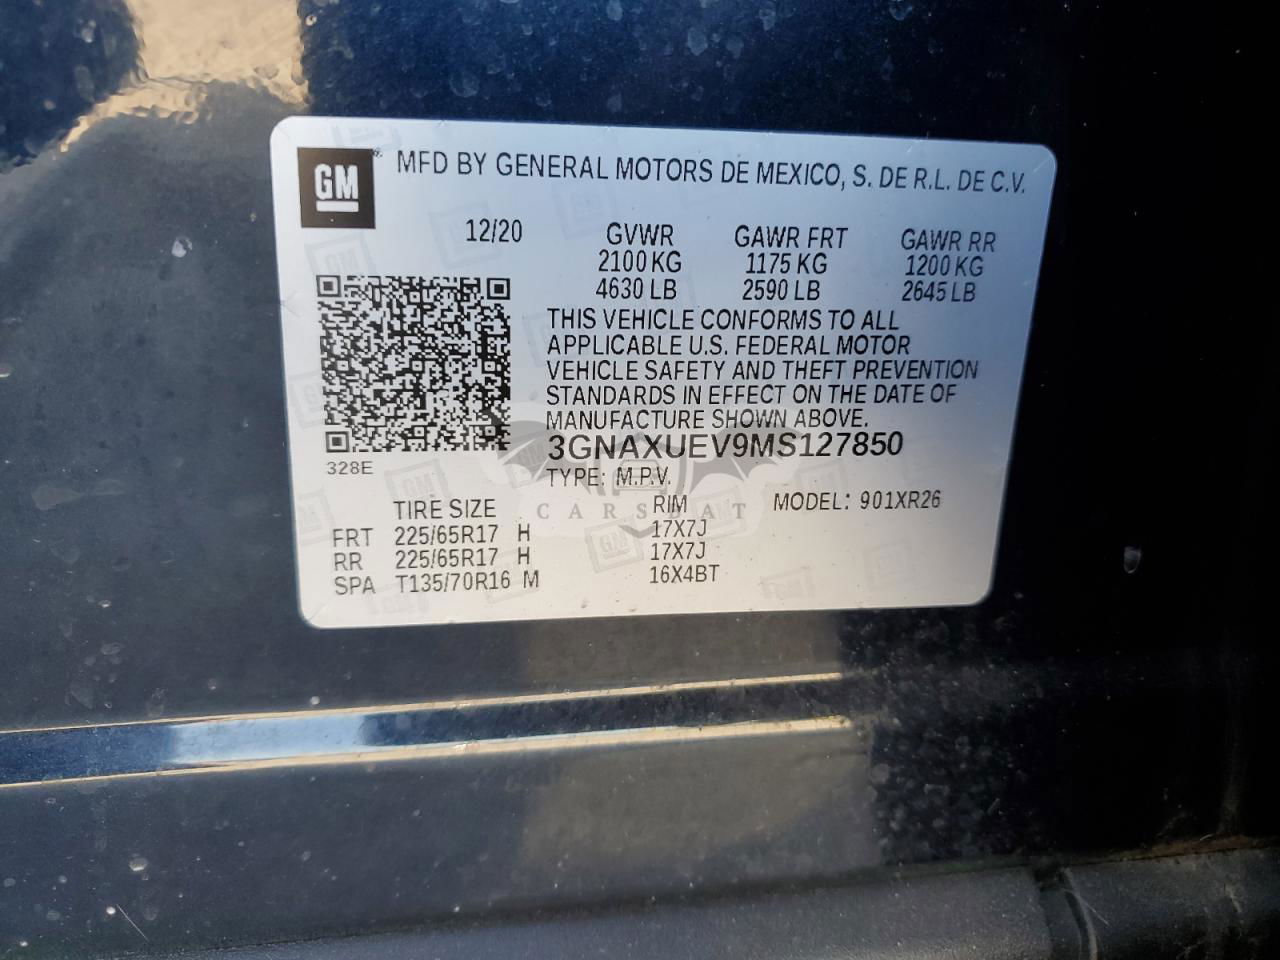 GM
MFD BY GENERAL MOTORS DE MEXICO, S. DE R.L. DE C.V.
12/20 GVWR GAWR FRT GAWR RR
2100 KG 1175 KG 1200 KG
4630 LB 2590 LB 2645 LB
THIS VEHICLE CONFORMS TO ALL
APPLICABLE U.S. FEDERAL MOTOR
VEHICLE SAFETY AND THEFT PREVENTION
STANDARDS IN EFFECT ON THE DATE OF
MANUFACTURE SHOWN ABOVE.
3GNAXUEV9MS127850
328E
TYPE: M.P.V.
TIRE SIZE RIM MODEL: 901XR26
CARSDAT
FRT 225/65R17 H 17X7J
RR 225/65R17 H 17X7J
SPA T135/70R16 M 16X4BT